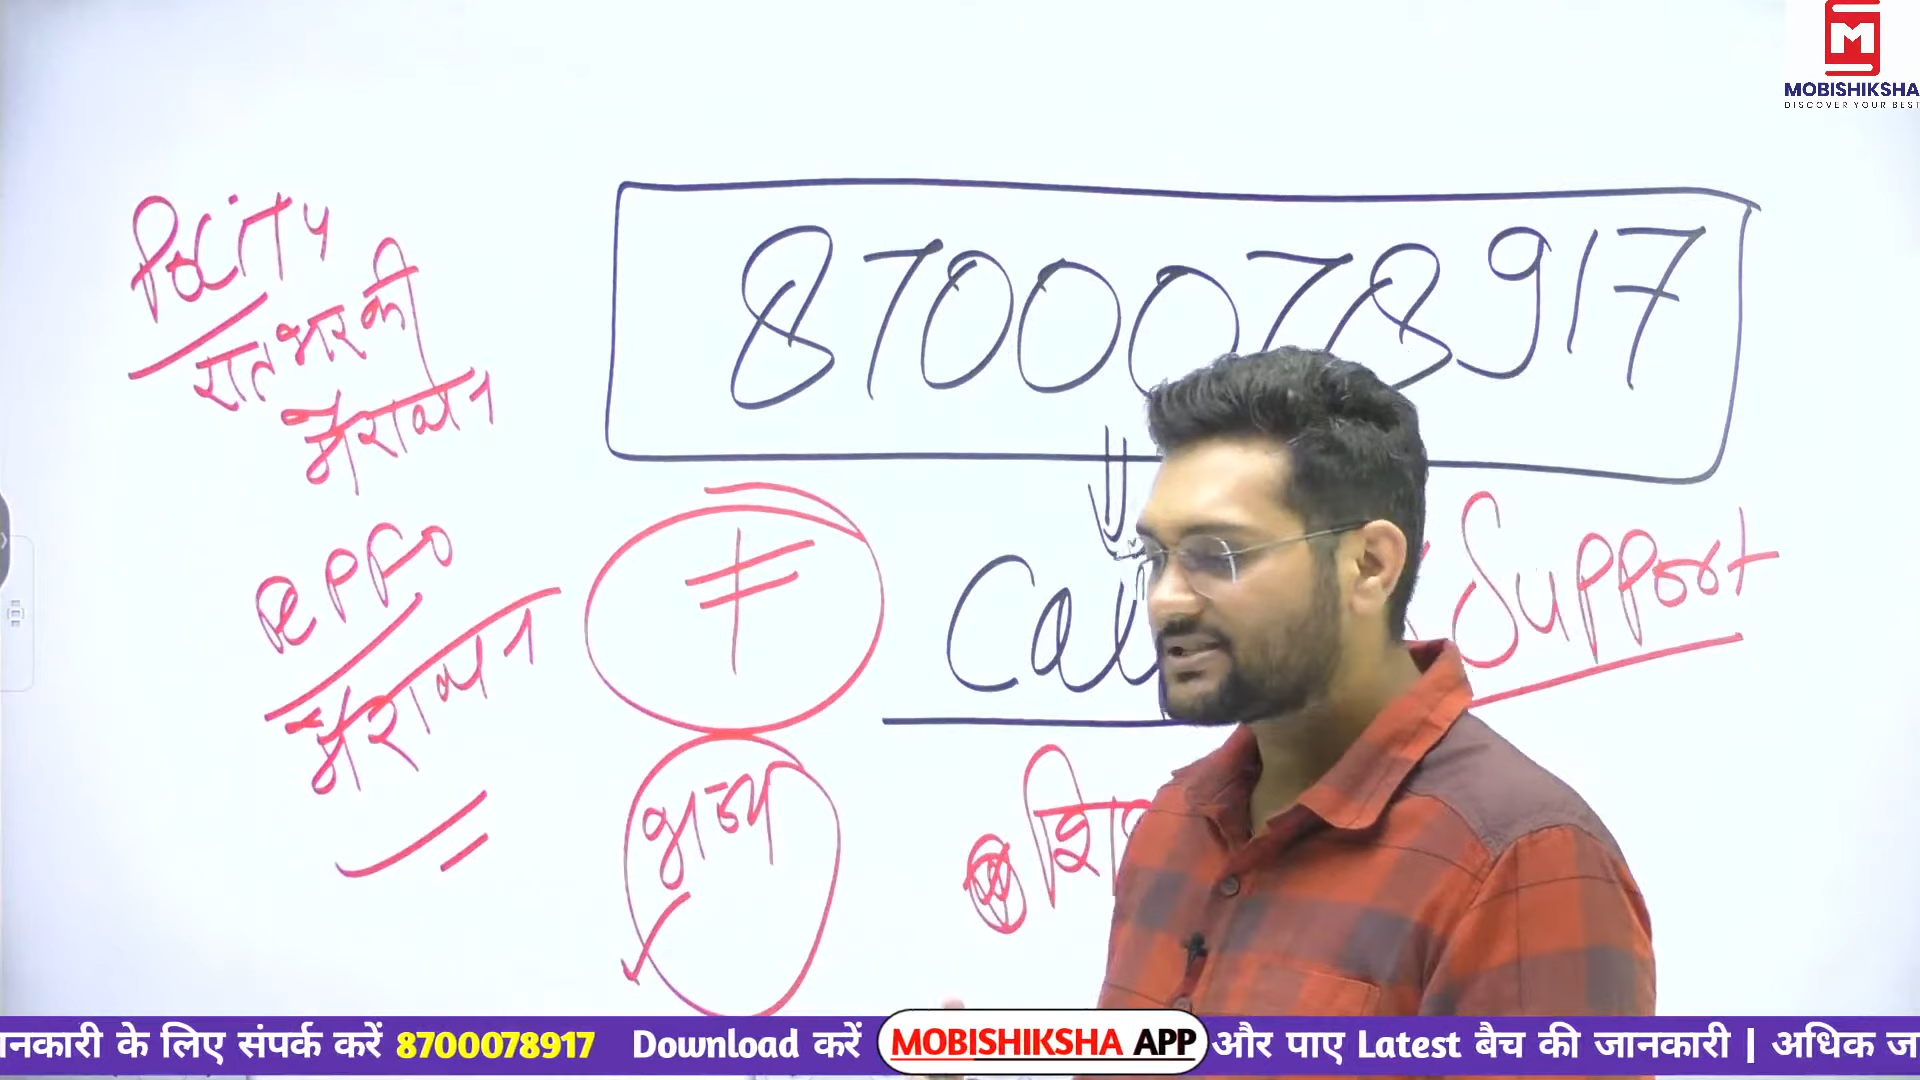 MOBISHIKSHA
DISCOVER YOUR BEST
Polity
रातभर की
मैराथन
8700078917
EPFO
मैराथन
Call
Support
भाज्य
शि
नकारी के लिए संपर्क करें 8700078917 Download करें MOBISHIKSHA APP और पाए Latest बैच की जानकारी | अधिक ज